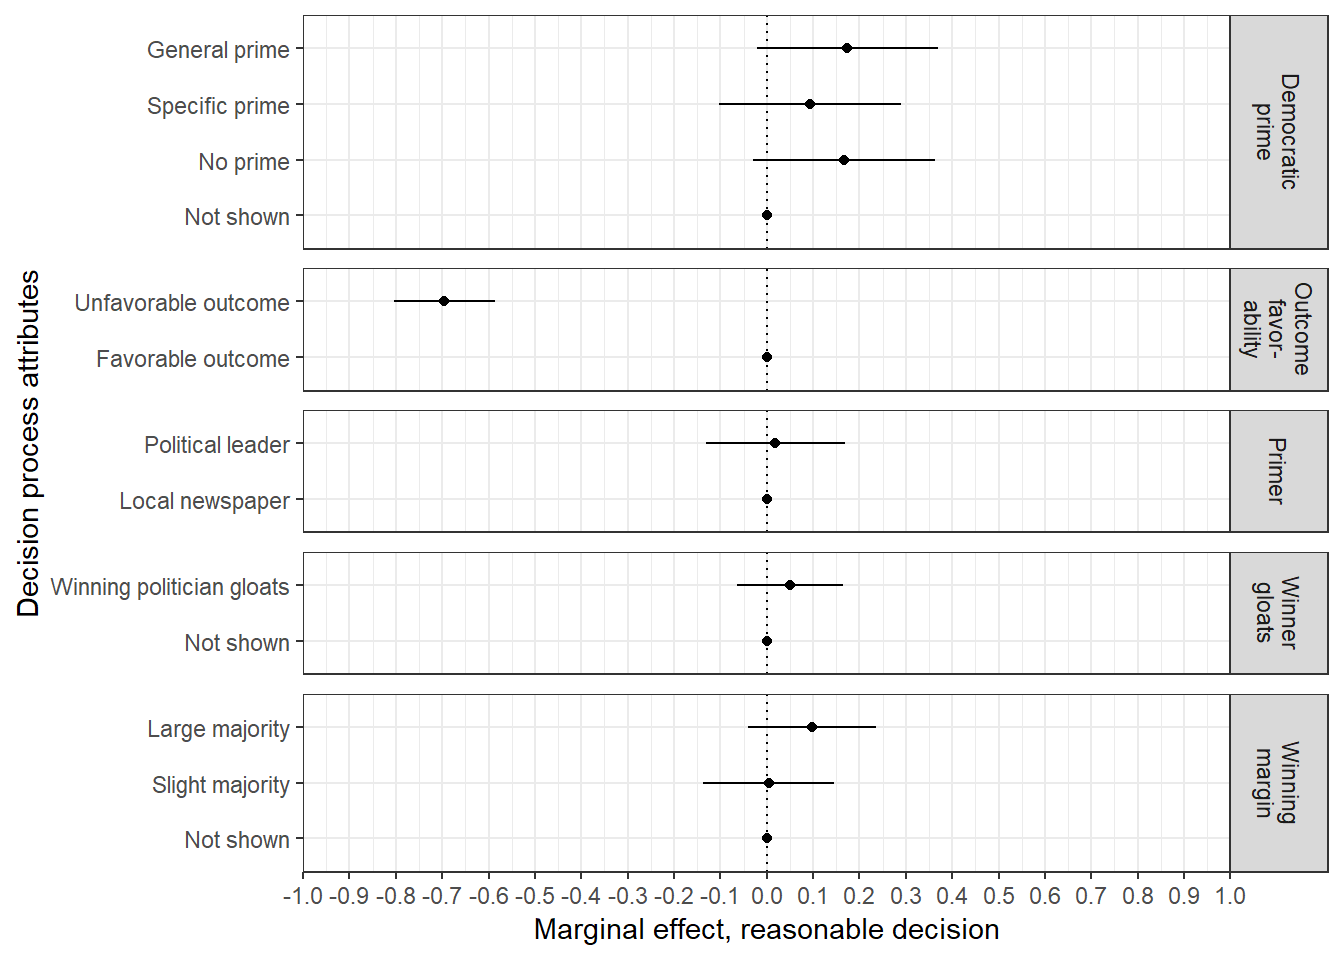 General prime
Specific prime
No prime
Not shown
Democratic
prime
Unfavorable outcome
Favorable outcome
Outcome
favor-
ability
Political leader
Local newspaper
Primer
Winning politician gloats
Not shown
Winner
gloats
Large majority
Slight majority
Not shown
Winning
margin
Decision process attributes
-1.0 -0.9 -0.8 -0.7 -0.6 -0.5 -0.4 -0.3 -0.2 -0.1 0.0 0.1 0.2 0.3 0.4 0.5 0.6 0.7 0.8 0.9 1.0
Marginal effect, reasonable decision